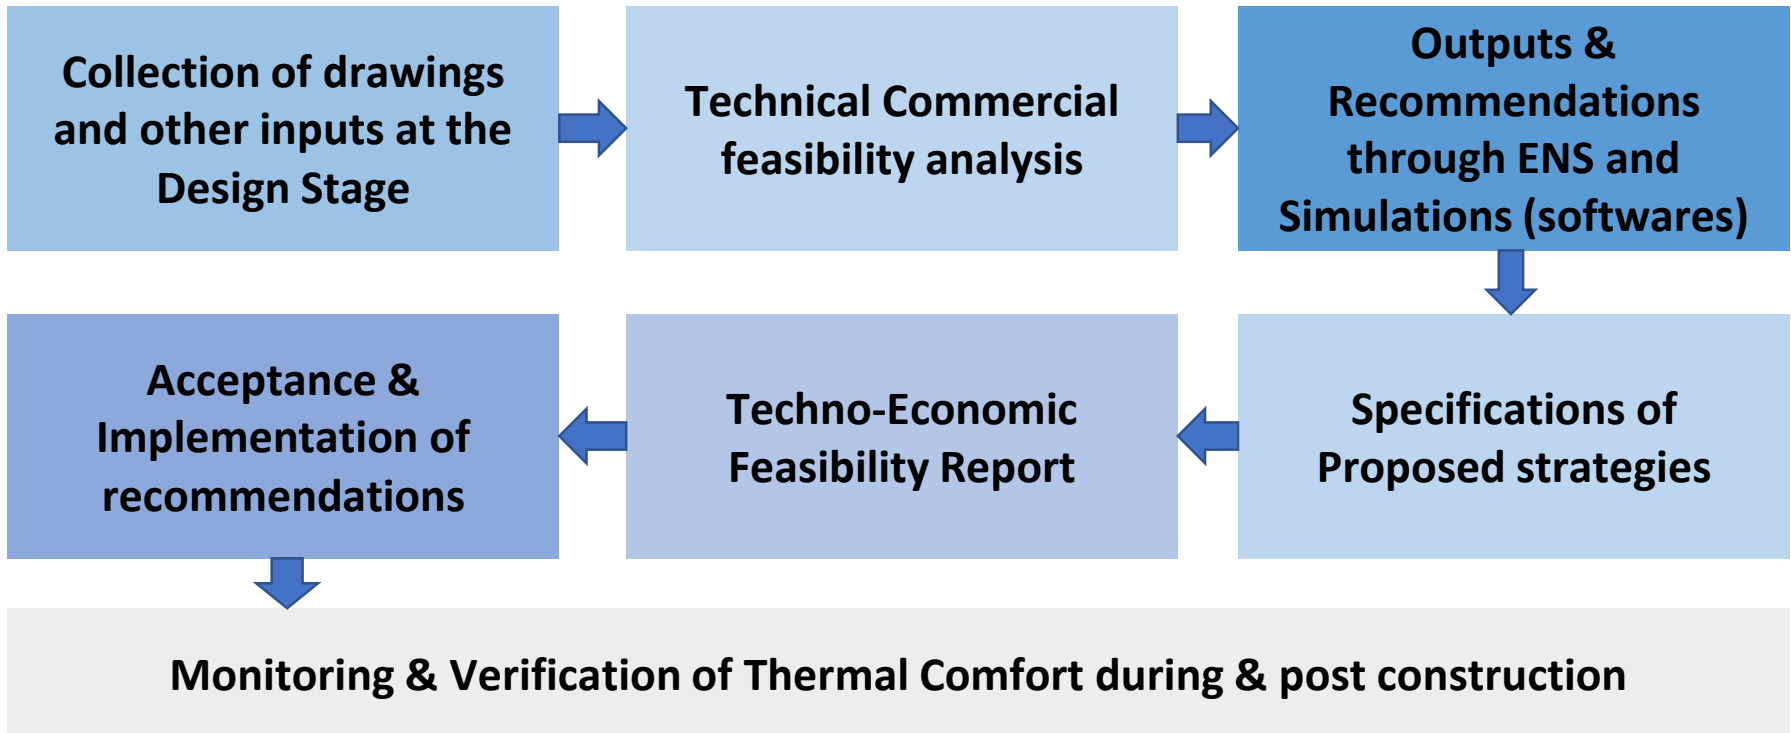 Collection of drawings
and other inputs at the
Design Stage
Technical Commercial
feasibility analysis
Outputs &
Recommendations
through ENS and
Simulations (softwares)
Acceptance &
Implementation of
recommendations
Techno-Economic
Feasibility Report
Specifications of
Proposed strategies
Monitoring & Verification of Thermal Comfort during & post construction